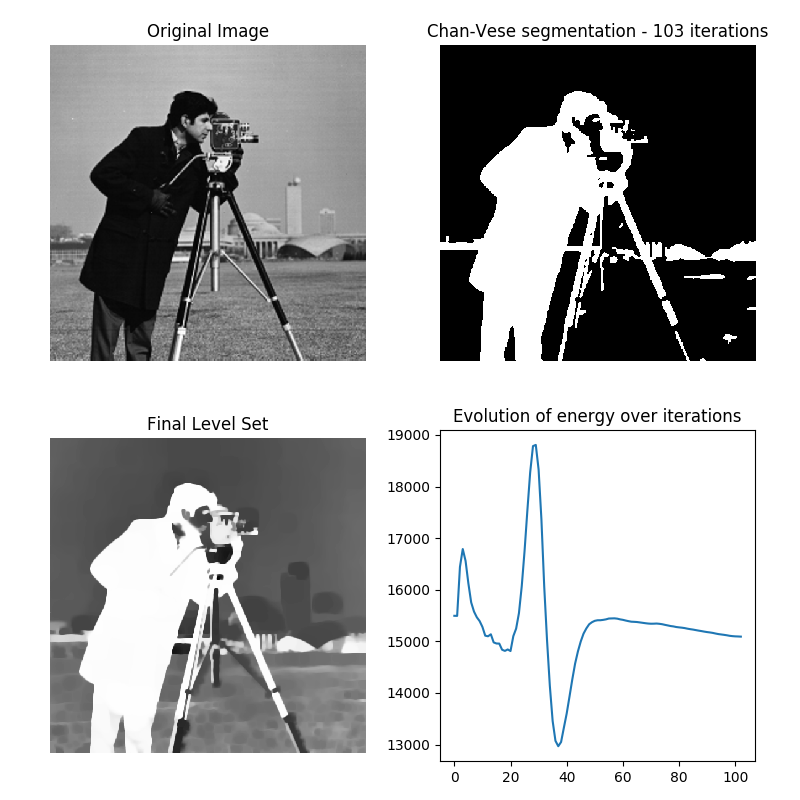 Original Image
Chan-Vese segmentation - 103 iterations
Final Level Set
Evolution of energy over iterations
19000
18000
17000
16000
15000
14000
13000
0 20 40 60 80 100